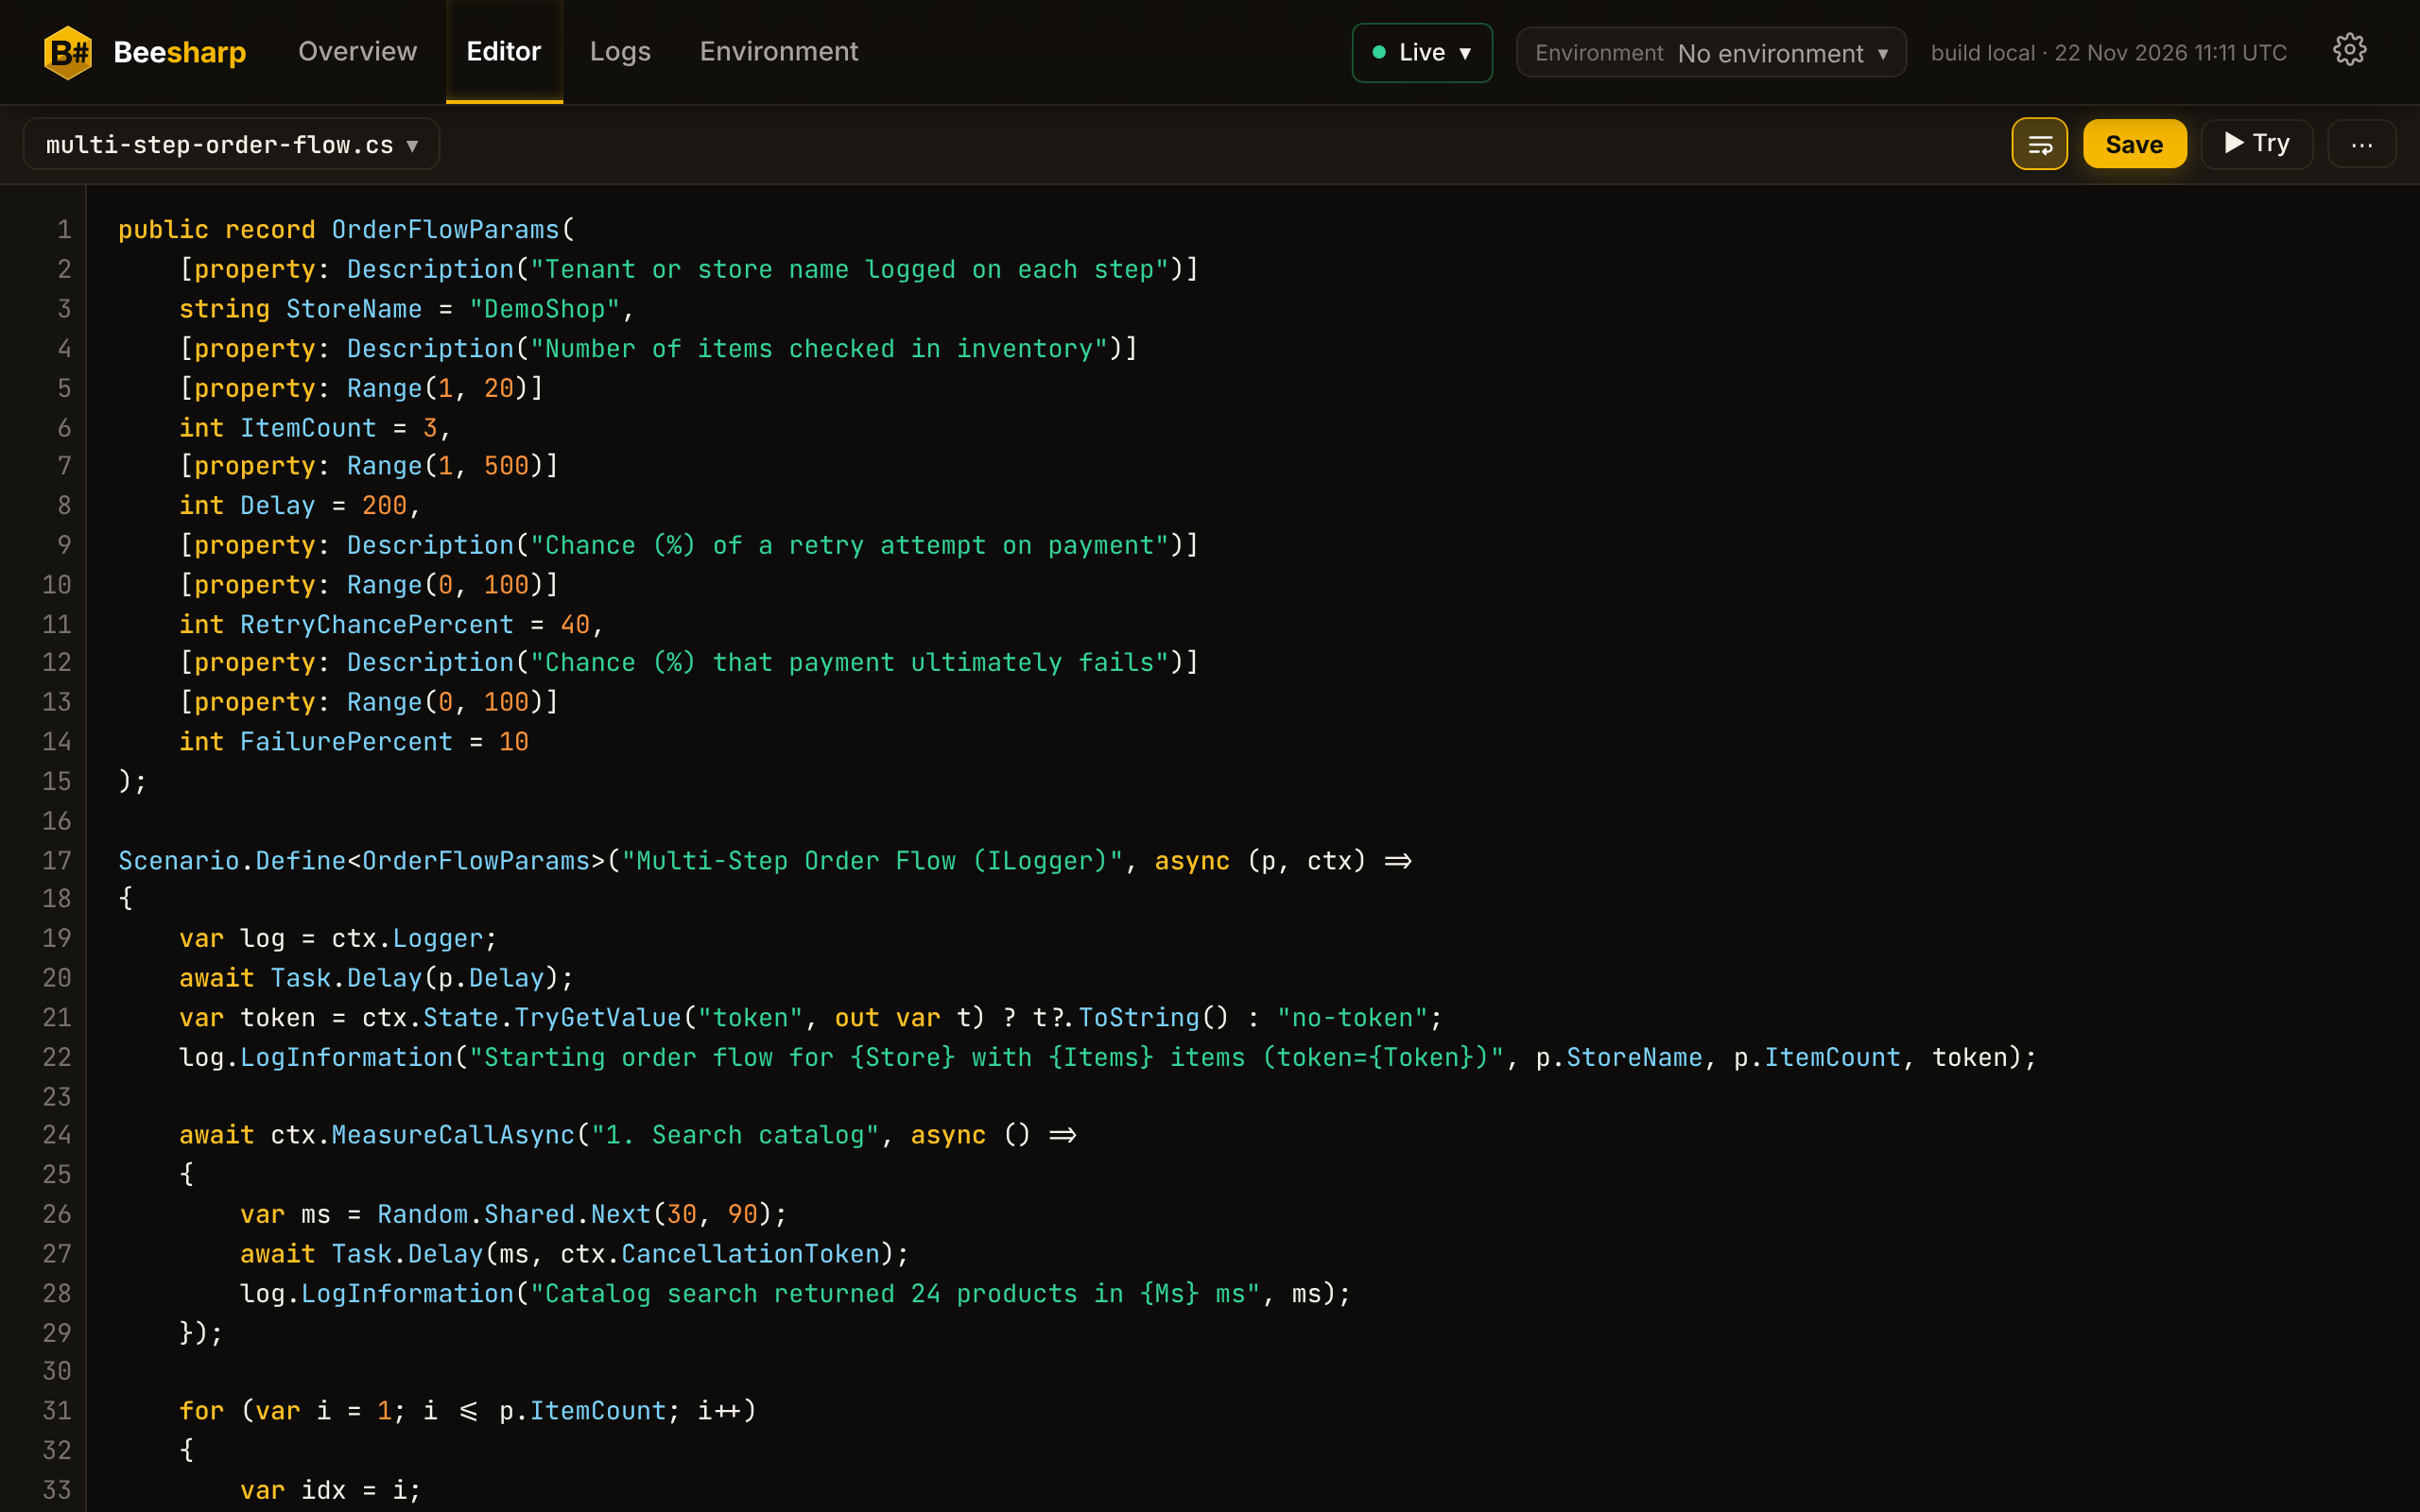 B# Beesharp Overview Editor Logs Environment Live ▾ Environment No environment ▾ build local · 22 Nov 2026 11:11 UTC
multi-step-order-flow.cs ▾ Save ▶ Try ...
1 public record OrderFlowParams(
2     [property: Description("Tenant or store name logged on each step")]
3     string StoreName = "DemoShop",
4     [property: Description("Number of items checked in inventory")]
5     [property: Range(1, 20)]
6     int ItemCount = 3,
7     [property: Range(1, 500)]
8     int Delay = 200,
9     [property: Description("Chance (%) of a retry attempt on payment")]
10     [property: Range(0, 100)]
11     int RetryChancePercent = 40,
12     [property: Description("Chance (%) that payment ultimately fails")]
13     [property: Range(0, 100)]
14     int FailurePercent = 10
15 );
16
17 Scenario.Define<OrderFlowParams>("Multi-Step Order Flow (ILogger)", async (p, ctx) =>
18 {
19     var log = ctx.Logger;
20     await Task.Delay(p.Delay);
21     var token = ctx.State.TryGetValue("token", out var t) ? t?.ToString() : "no-token";
22     log.LogInformation("Starting order flow for {Store} with {Items} items (token={Token})", p.StoreName, p.ItemCount, token);
23
24     await ctx.MeasureCallAsync("1. Search catalog", async () =>
25     {
26         var ms = Random.Shared.Next(30, 90);
27         await Task.Delay(ms, ctx.CancellationToken);
28         log.LogInformation("Catalog search returned 24 products in {Ms} ms", ms);
29     });
30
31     for (var i = 1; i <= p.ItemCount; i++)
32     {
33         var idx = i;